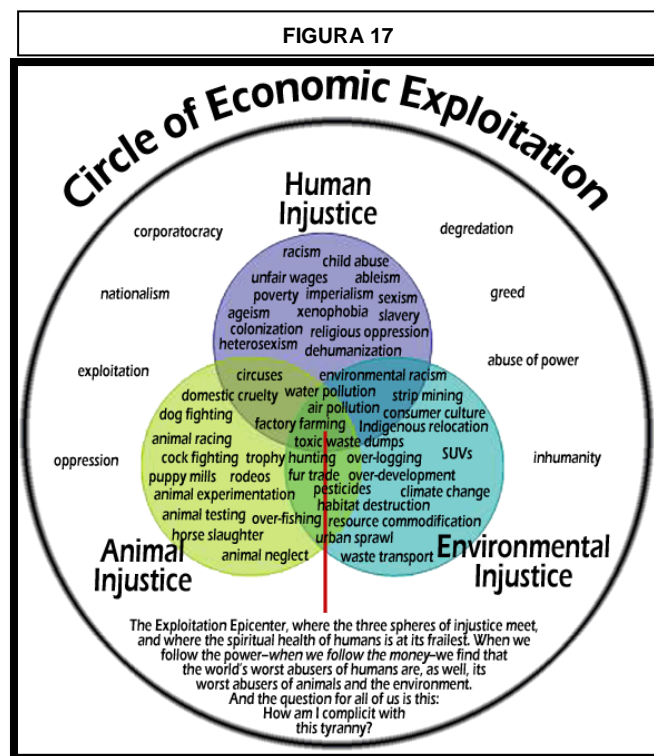 FIGURA 17
Circle of Economic Exploitation
Human
Injustice
corporatocracy
degredation
nationalism
greed
exploitation
abuse of power
oppression
inhumanity
racism
child abuse
unfair wages
ableism
poverty
imperialism
sexism
ageism
xenophobia
slavery
colonization
religious oppression
heterosexism
dehumanization
circuses
environmental racism
domestic cruelty
water pollution
strip mining
dog fighting
air pollution
consumer culture
factory farming
Indigenous relocation
animal racing
toxic waste dumps
cock fighting
trophy hunting
over-logging
SUVs
puppy mills
rodeos
fur trade
over-development
animal experimentation
pesticides
climate change
habitat destruction
animal testing
over-fishing
resource commodification
horse slaughter
urban sprawl
animal neglect
waste transport
Animal
Injustice
Environmental
Injustice
The Exploitation Epicenter, where the three spheres of injustice meet,
and where the spiritual health of humans is at its frailest. When we
follow the power–when we follow the money–we find that
the world's worst abusers of humans are, as well, its
worst abusers of animals and the environment.
And the question for all of us is this:
How am I complicit with
this tyranny?